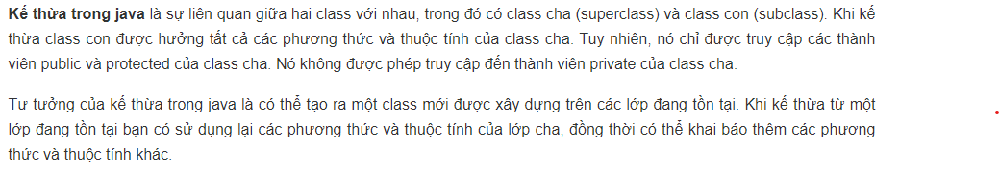 Kế thừa trong java là sự liên quan giữa hai class với nhau, trong đó có class cha (superclass) và class con (subclass). Khi kế
thừa class con được hưởng tất cả các phương thức và thuộc tính của class cha. Tuy nhiên, nó chỉ được truy cập các thành
viên public và protected của class cha. Nó không được phép truy cập đến thành viên private của class cha.
Tư tưởng của kế thừa trong java là có thể tạo ra một class mới được xây dựng trên các lớp đang tồn tại. Khi kế thừa từ một
lớp đang tồn tại bạn có sử dụng lại các phương thức và thuộc tính của lớp cha, đồng thời có thể khai báo thêm các phương
thức và thuộc tính khác.